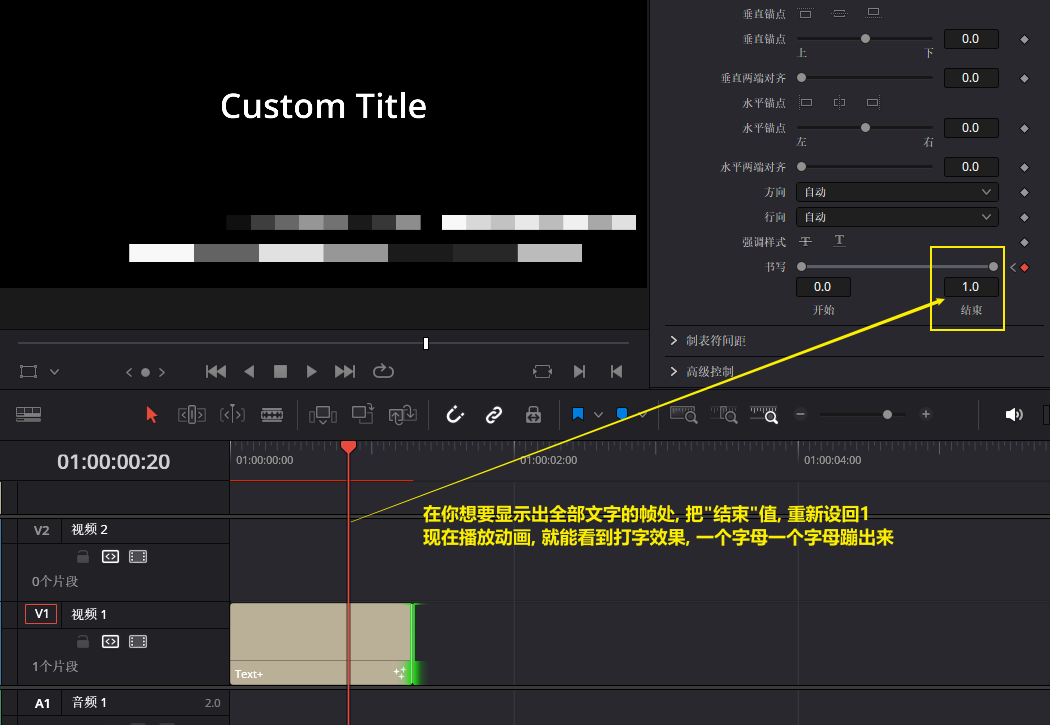 Custom Title
垂直锚点
垂直锚点 0.0
上 下
垂直两端对齐 0.0
水平锚点
水平锚点 0.0
左 右
水平两端对齐 0.0
方向 自动
行向 自动
强调样式 T T
书写
0.0 1.0
开始 结束
制表符间距
高级控制
01:00:00:20
01:00:00:00 01:00:02:00 01:00:04:00
在你想要显示出全部文字的帧处, 把"结束"值, 重新设回1
现在播放动画, 就能看到打字效果, 一个字母一个字母蹦出来
V2 视频 2
0个片段
V1 视频 1
1个片段
Text+
A1 音频 1 2.0